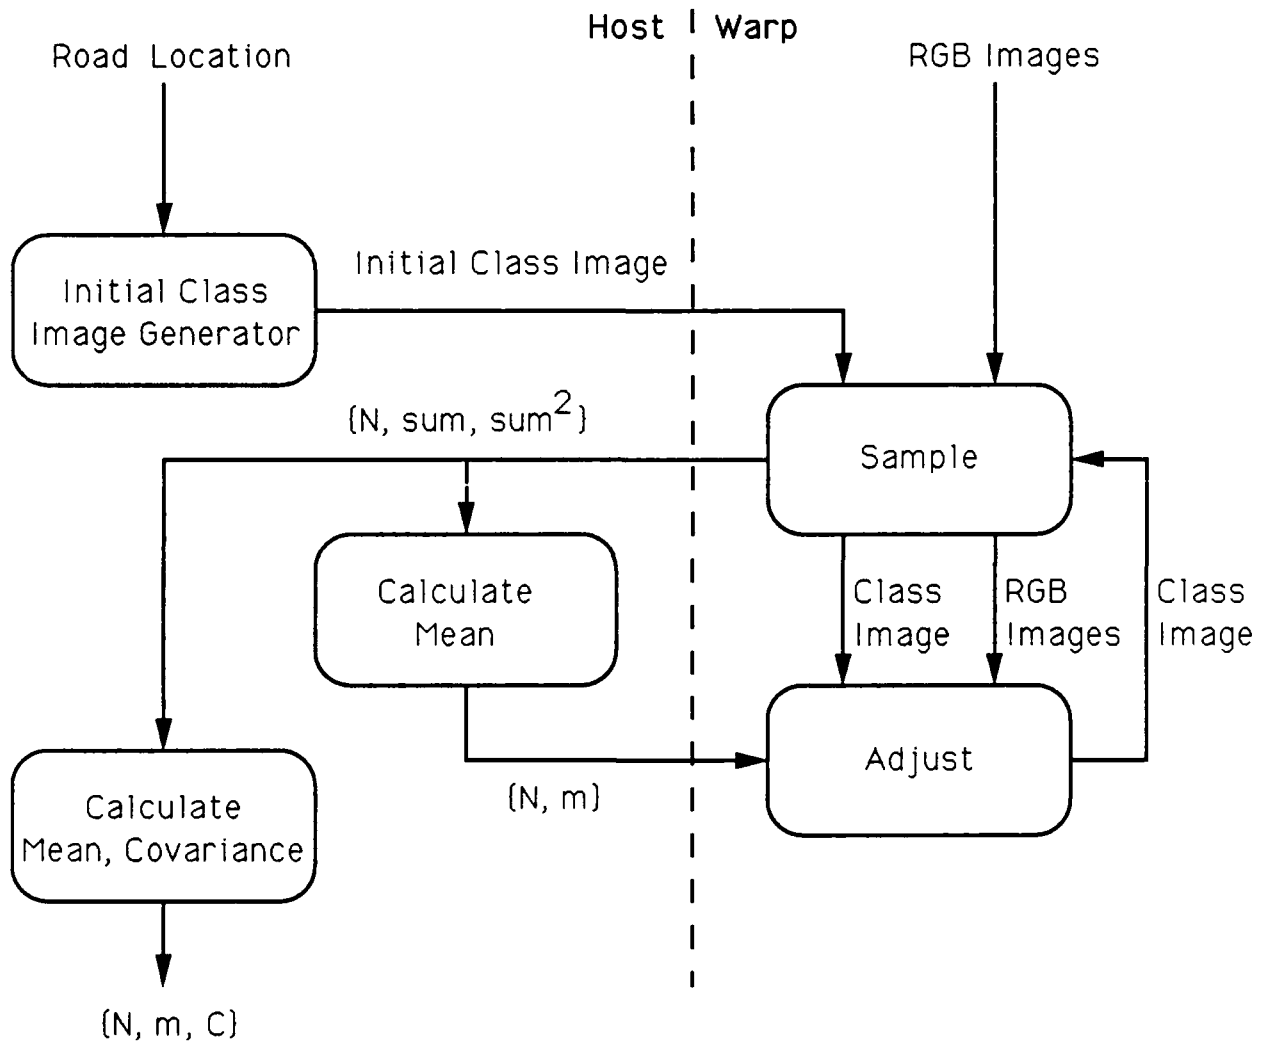 Host
Warp
Road Location
RGB Images
Initial Class Image
Initial Class
Image Generator
{N, sum, sum²}
Sample
Calculate
Mean
Class
Image
RGB
Images
Class
Image
Adjust
{N, m}
Calculate
Mean, Covariance
{N, m, C}